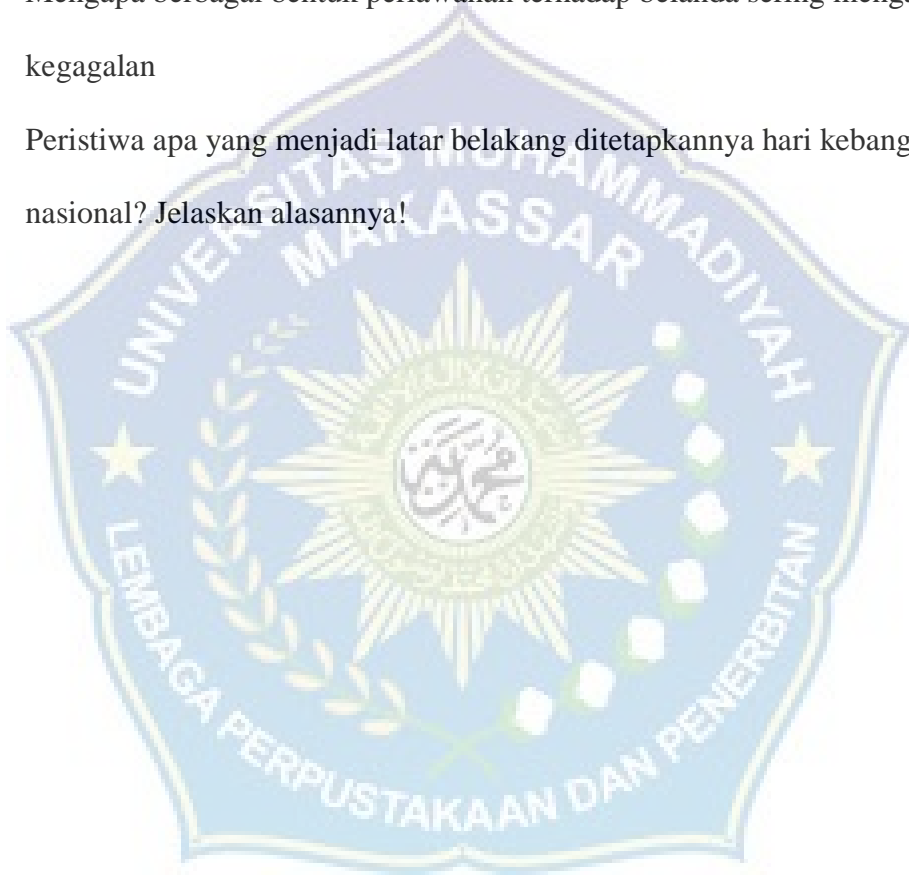 kegagalan
Peristiwa apa yang menjadi latar belakang ditetapkannya hari kebang
nasional? Jelaskan alasannya!
UNIVERSITAS MUHAMMADIYAH
MAKASSAR
LEMBAGA PERPUSTAKAAN DAN PENERBITAN